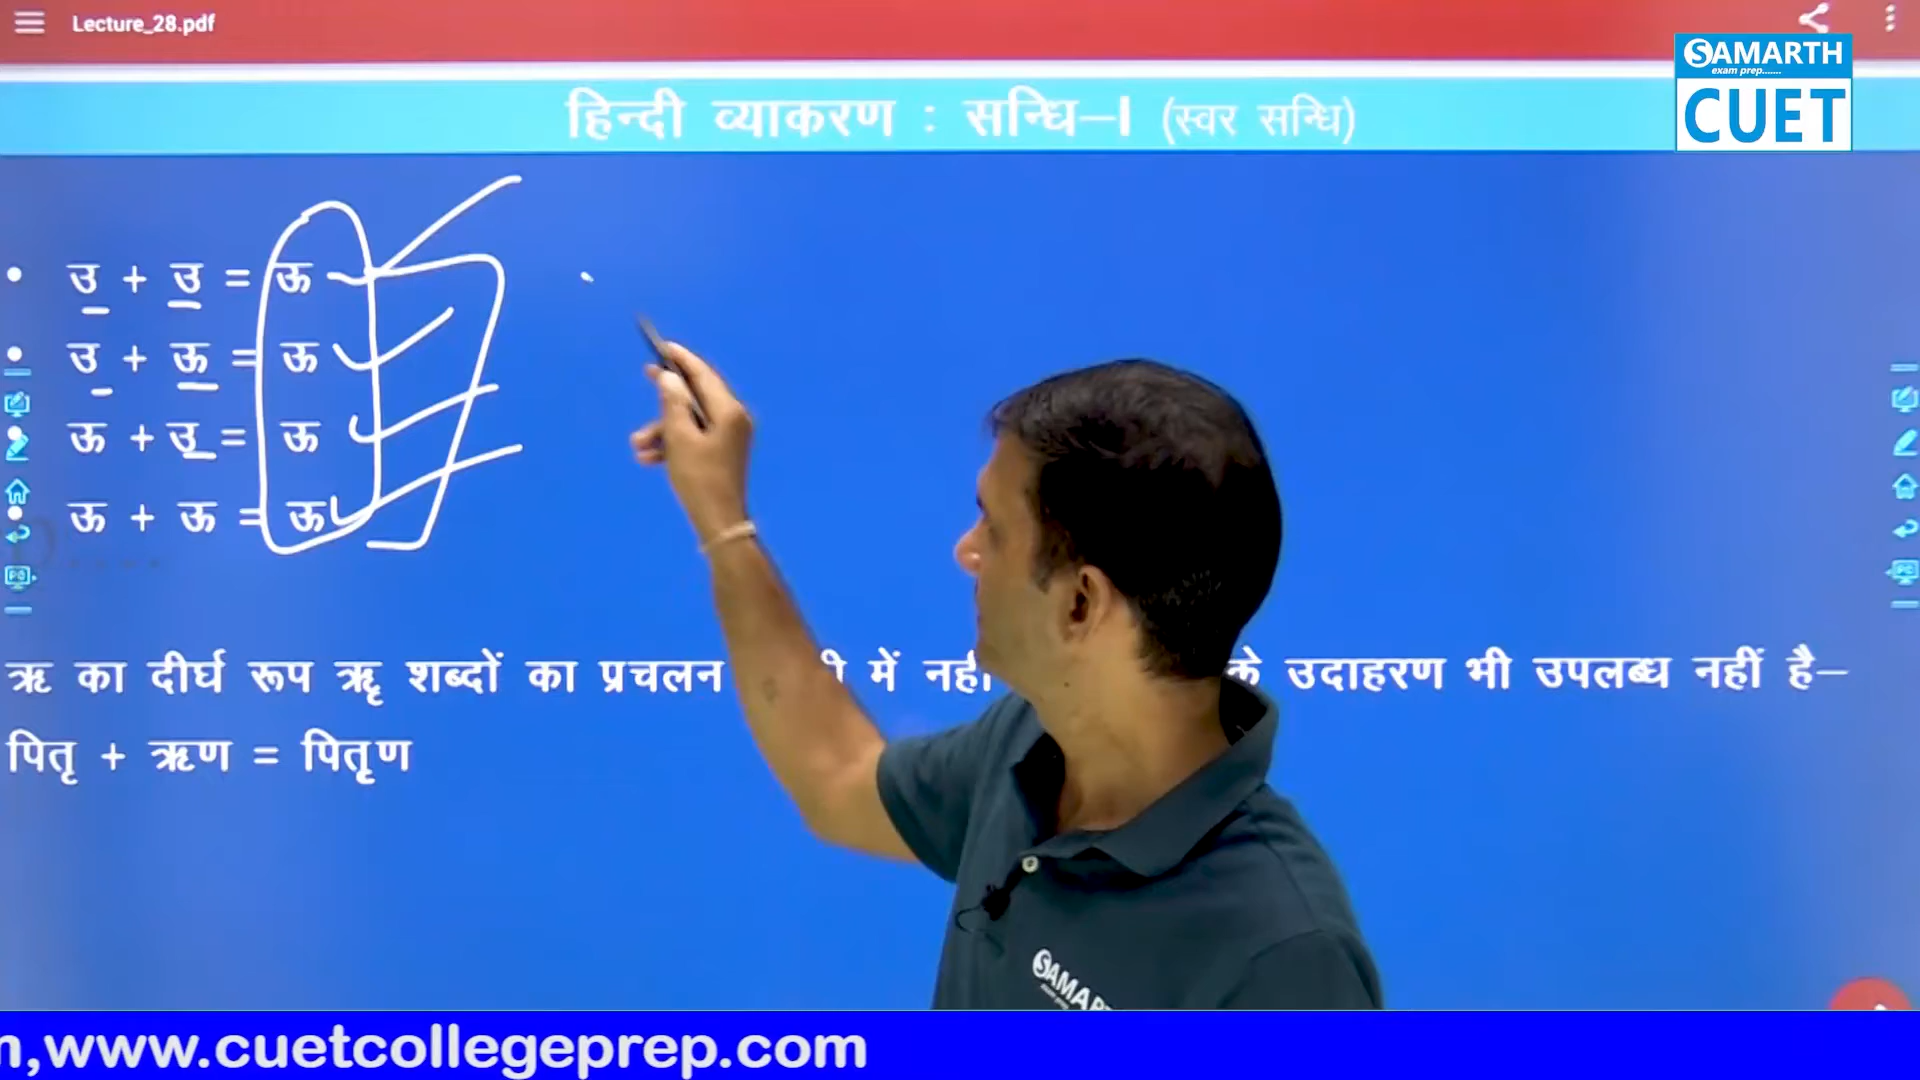 Lecture_28.pdf
SAMARTH
exam prep.......
CUET
हिन्दी व्याकरण : सन्धि–I (स्वर सन्धि)
• उ + उ = ऊ
• उ + ऊ = ऊ
• ऊ + उ = ऊ
• ऊ + ऊ = ऊ
ऋ का दीर्घ रूप ॠ शब्दों का प्रचलन में नहीं के उदाहरण भी उपलब्ध नहीं है–
पितृ + ऋण = पितॄण
SAMAR
n,www.cuetcollegeprep.com